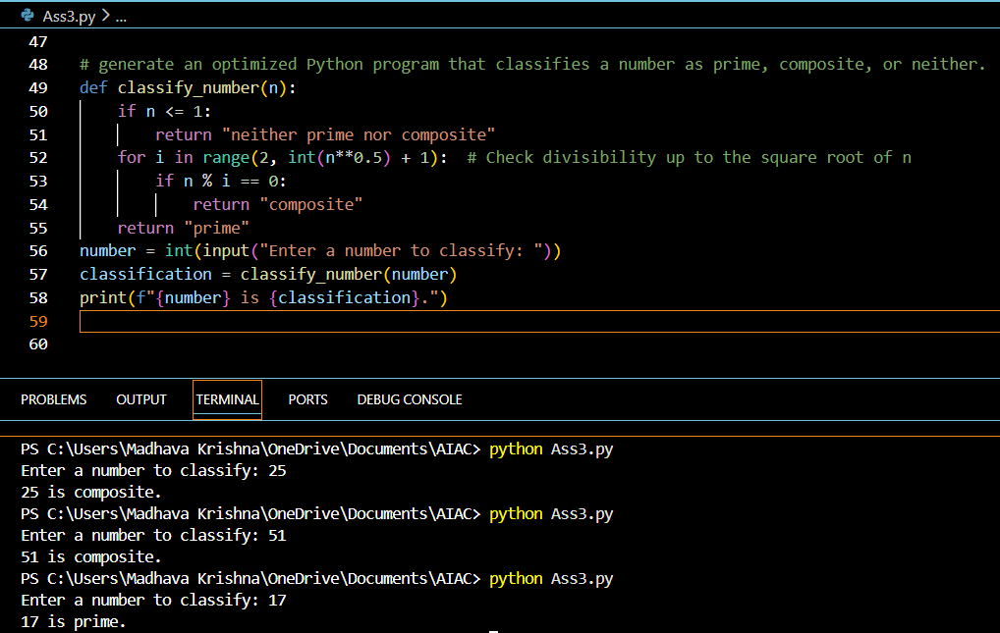 Ass3.py > ...
47
48 # generate an optimized Python program that classifies a number as prime, composite, or neither.
49 def classify_number(n):
50     if n <= 1:
51         return "neither prime nor composite"
52     for i in range(2, int(n**0.5) + 1):  # Check divisibility up to the square root of n
53         if n % i == 0:
54             return "composite"
55     return "prime"
56 number = int(input("Enter a number to classify: "))
57 classification = classify_number(number)
58 print(f"{number} is {classification}.")
59
60
PROBLEMS OUTPUT TERMINAL PORTS DEBUG CONSOLE
PS C:\Users\Madhava Krishna\OneDrive\Documents\AIAC> python Ass3.py
Enter a number to classify: 25
25 is composite.
PS C:\Users\Madhava Krishna\OneDrive\Documents\AIAC> python Ass3.py
Enter a number to classify: 51
51 is composite.
PS C:\Users\Madhava Krishna\OneDrive\Documents\AIAC> python Ass3.py
Enter a number to classify: 17
17 is prime.